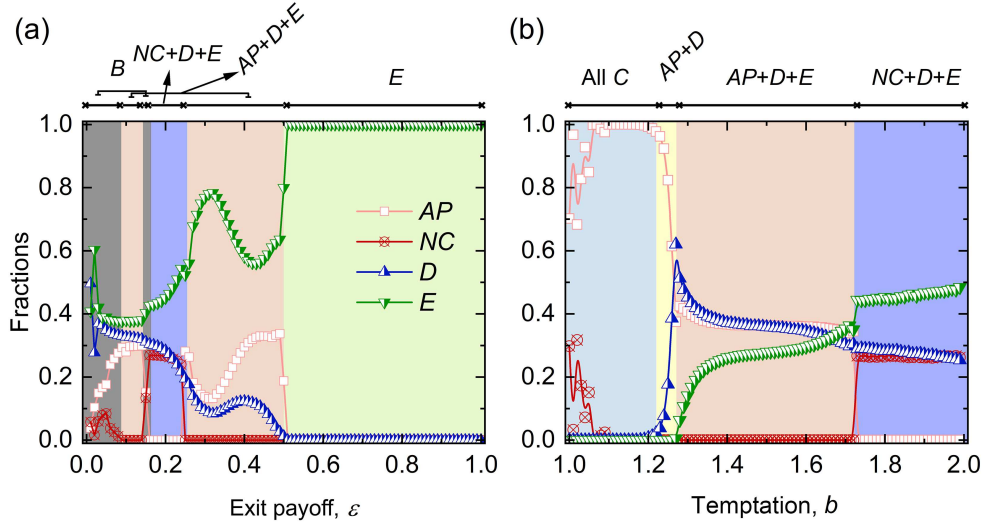 (a)
B
NC+D+E
AP+D+E
E
1.0
0.8
0.6
0.4
0.2
0.0
Fractions
AP
NC
D
E
0.0 0.2 0.4 0.6 0.8 1.0
Exit payoff, ε
(b)
All C
AP+D
AP+D+E
NC+D+E
1.0
0.8
0.6
0.4
0.2
0.0
1.0 1.2 1.4 1.6 1.8 2.0
Temptation, b